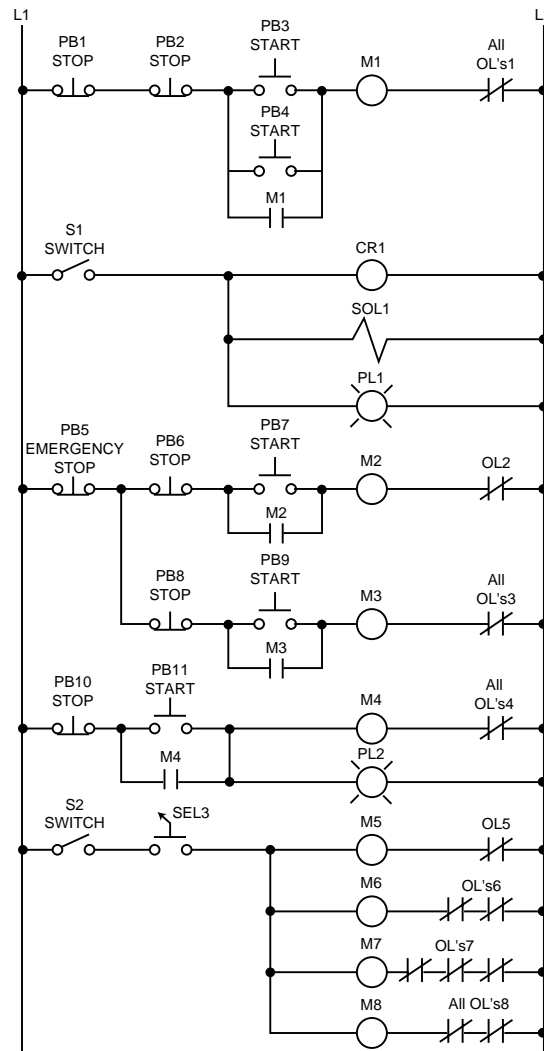 L1
L
PB1
STOP
PB2
STOP
PB3
START
M1
All
OL's1
PB4
START
M1
S1
SWITCH
CR1
SOL1
PL1
PB5
EMERGENCY
STOP
PB6
STOP
PB7
START
M2
OL2
M2
PB8
STOP
PB9
START
M3
All
OL's3
M3
PB10
STOP
PB11
START
M4
All
OL's4
M4
PL2
S2
SWITCH
SEL3
M5
OL5
M6
OL's6
M7
OL's7
M8
All OL's8